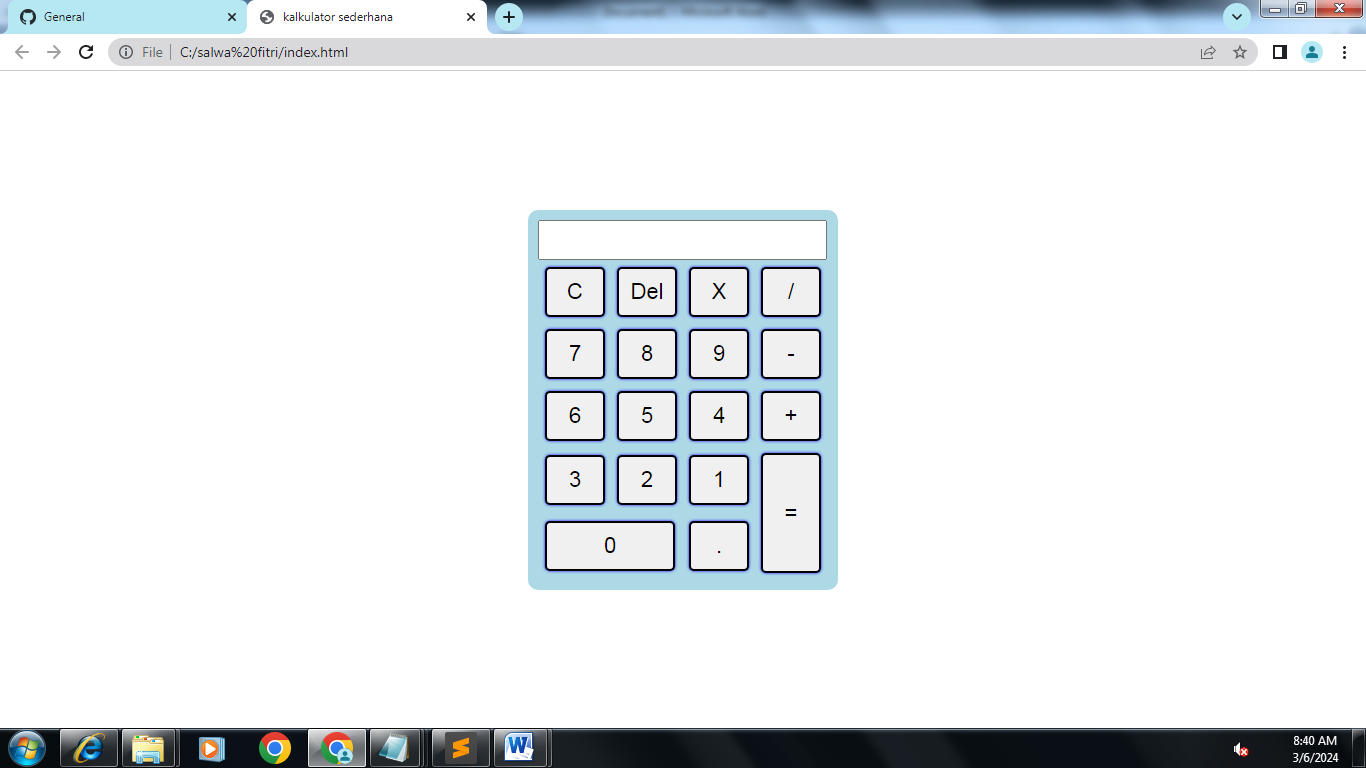 General
kalkulator sederhana
File
C:/salwa%20fitri/index.html
C Del X /
7 8 9 -
6 5 4 +
3 2 1
=
0 .
8:40 AM
3/6/2024